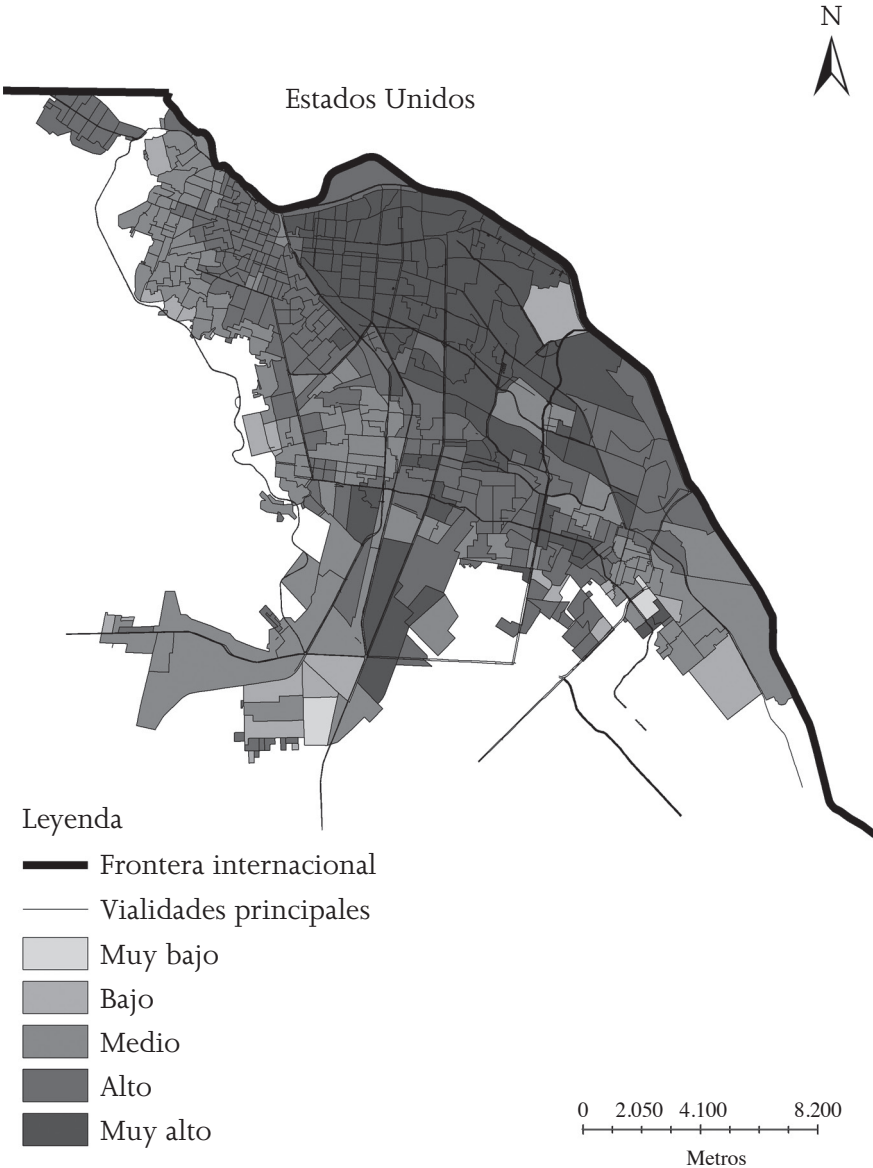 N
Estados Unidos
Leyenda
Frontera internacional
Vialidades principales
Muy bajo
Bajo
Medio
Alto
Muy alto
0 2.050 4.100 8.200
Metros